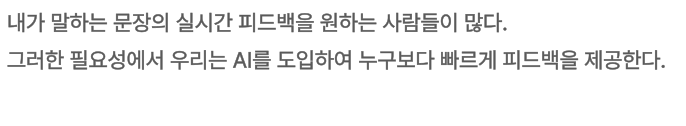 내가 말하는 문장의 실시간 피드백을 원하는 사람들이 많다.
그러한 필요성에서 우리는 AI를 도입하여 누구보다 빠르게 피드백을 제공한다.